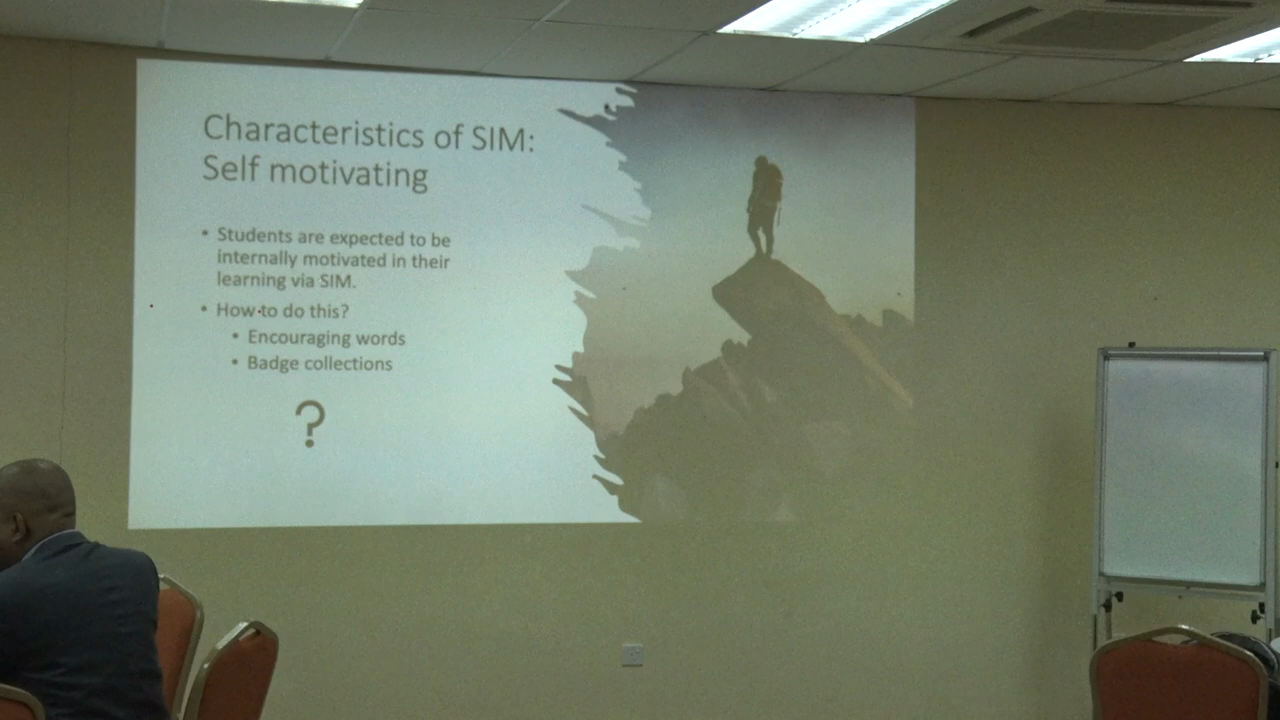 Characteristics of SIM:
Self motivating
• Students are expected to be
internally motivated in their
learning via SIM.
• How to do this?
• Encouraging words
• Badge collections
?